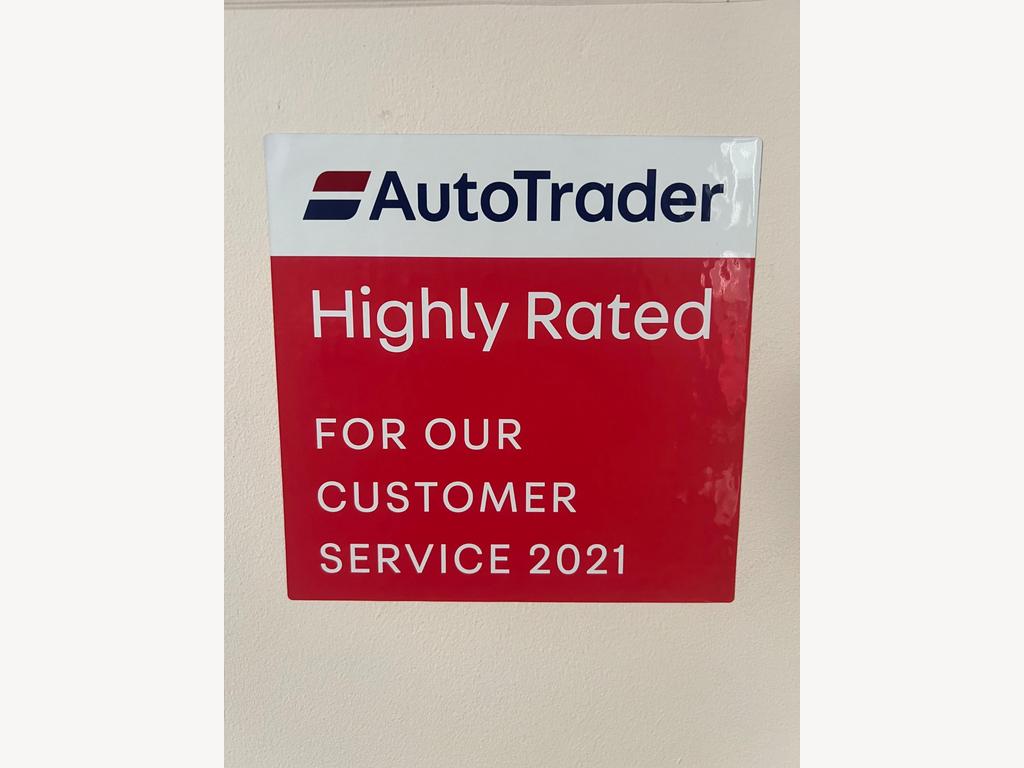 AutoTrader
Highly Rated
FOR OUR
CUSTOMER
SERVICE 2021